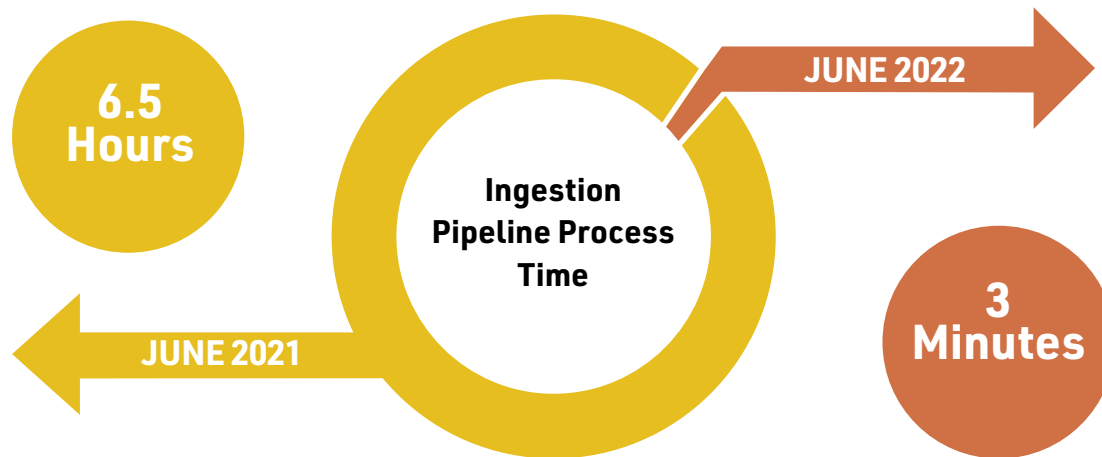 6.5
Hours
JUNE 2021
Ingestion
Pipeline Process
Time
JUNE 2022
3
Minutes